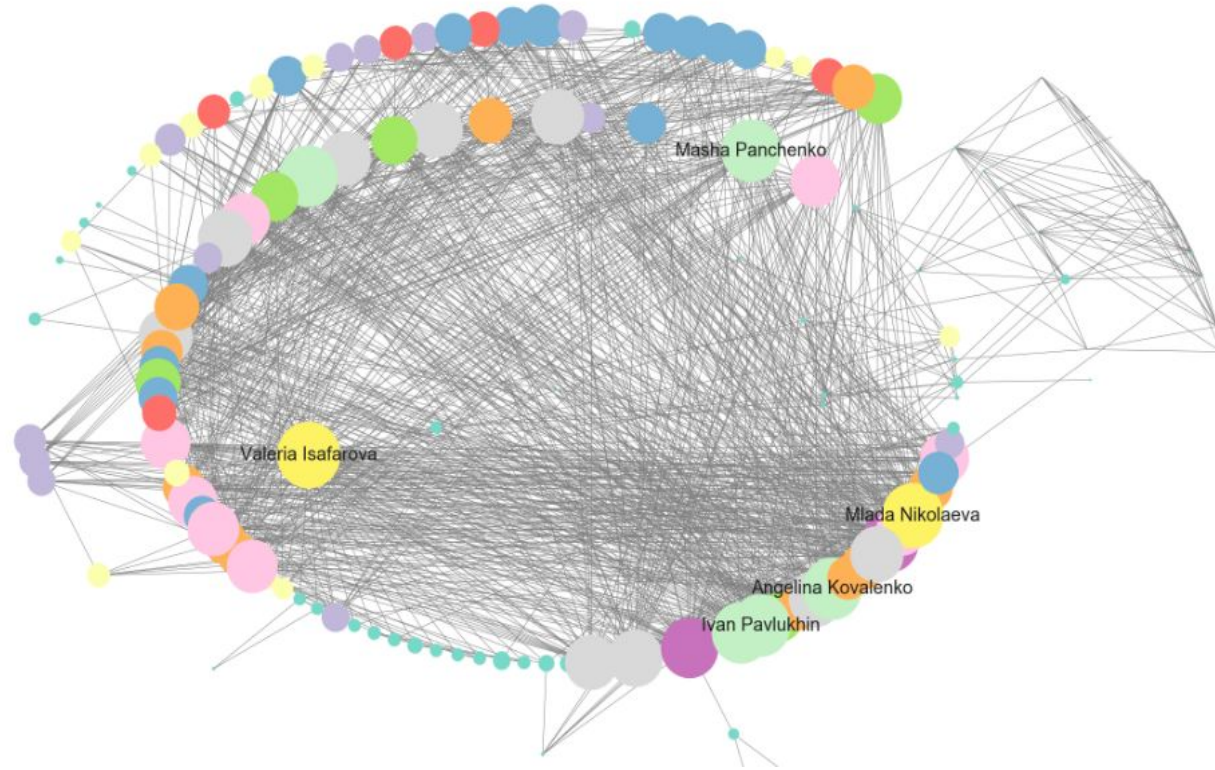 Masha Panchenko
Valeria Isafarova
Mlada Nikolaeva
Angelina Kovalenko
Ivan Pavlukhin